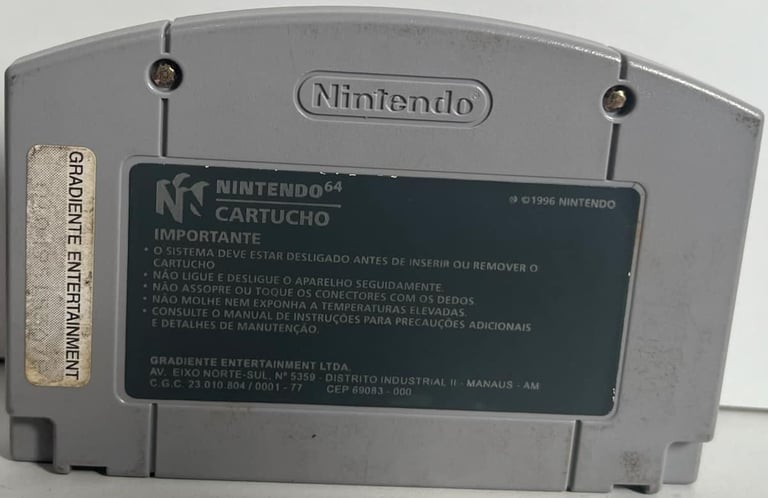 Nintendo
GRADIENTE ENTERTAINMENT
NINTENDO 64
CARTUCHO
® ©1996 NINTENDO
IMPORTANTE
• O SISTEMA DEVE ESTAR DESLIGADO ANTES DE INSERIR OU REMOVER O
CARTUCHO
• NÃO LIGUE E DESLIGUE O APARELHO SEGUIDAMENTE.
• NÃO ASSOPRE OU TOQUE OS CONECTORES COM OS DEDOS.
• NÃO MOLHE NEM EXPONHA A TEMPERATURAS ELEVADAS.
• CONSULTE O MANUAL DE INSTRUÇÕES PARA PRECAUÇÕES ADICIONAIS
E DETALHES DE MANUTENÇÃO.
GRADIENTE ENTERTAINMENT LTDA.
AV. EIXO NORTE-SUL, Nº 5359 - DISTRITO INDUSTRIAL II - MANAUS - AM
C.G.C. 23.010.804 / 0001 - 77 CEP 69083 - 000